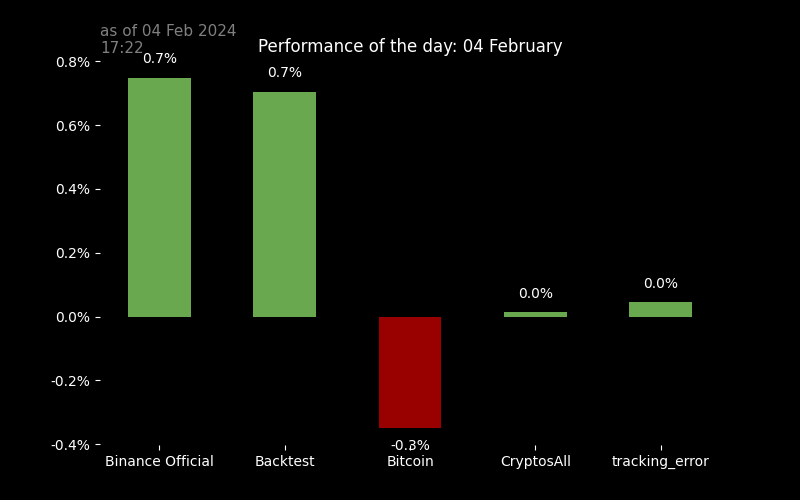 as of 04 Feb 2024
17:22
Performance of the day: 04 February
0.8%
0.6%
0.4%
0.2%
0.0%
-0.2%
-0.4%
0.7%
0.7%
-0.3%
0.0%
0.0%
Binance Official
Backtest
Bitcoin
CryptosAll
tracking_error